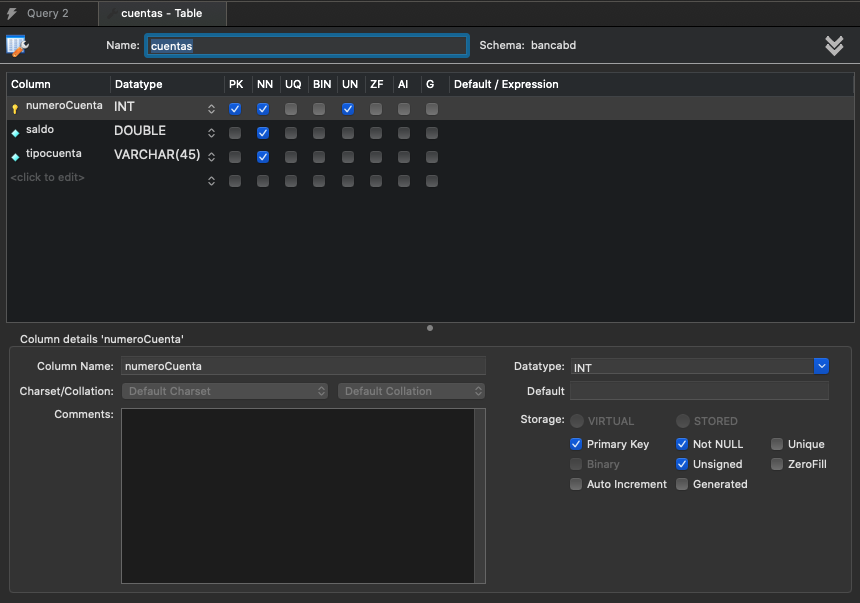 Query 2 cuentas - Table
Name: cuentas Schema: bancabd
Column Datatype PK NN UQ BIN UN ZF AI G Default / Expression
numeroCuenta INT
saldo DOUBLE
tipocuenta VARCHAR(45)
<click to edit>
Column details 'numeroCuenta'
Column Name: numeroCuenta Datatype: INT
Charset/Collation: Default Charset Default Collation Default
Comments: Storage: VIRTUAL STORED
Primary Key Not NULL Unique
Binary Unsigned ZeroFill
Auto Increment Generated